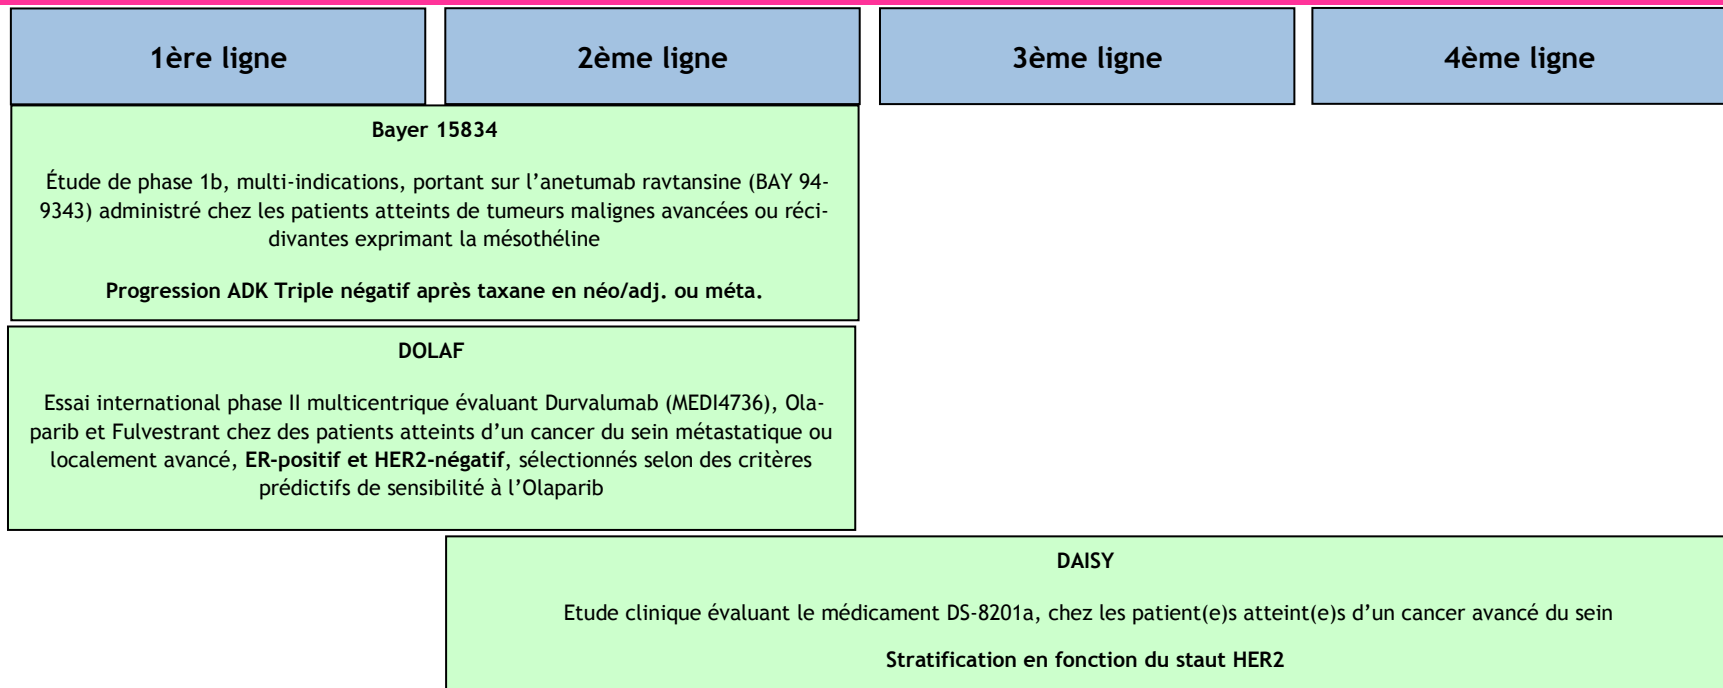 1ère ligne
2ème ligne
3ème ligne
4ème ligne
Bayer 15834
Étude de phase 1b, multi-indications, portant sur l’anetumab ravtansine (BAY 94-
9343) administré chez les patients atteints de tumeurs malignes avancées ou réci-
divantes exprimant la mésothéline
Progression ADK Triple négatif après taxane en néo/adj. ou méta.
DOLAF
Essai international phase II multicentrique évaluant Durvalumab (MEDI4736), Ola-
parib et Fulvestrant chez des patients atteints d’un cancer du sein métastatique ou
localement avancé, ER-positif et HER2-négatif, sélectionnés selon des critères
prédictifs de sensibilité à l’Olaparib
DAISY
Etude clinique évaluant le médicament DS-8201a, chez les patient(e)s atteint(e)s d’un cancer avancé du sein
Stratification en fonction du staut HER2